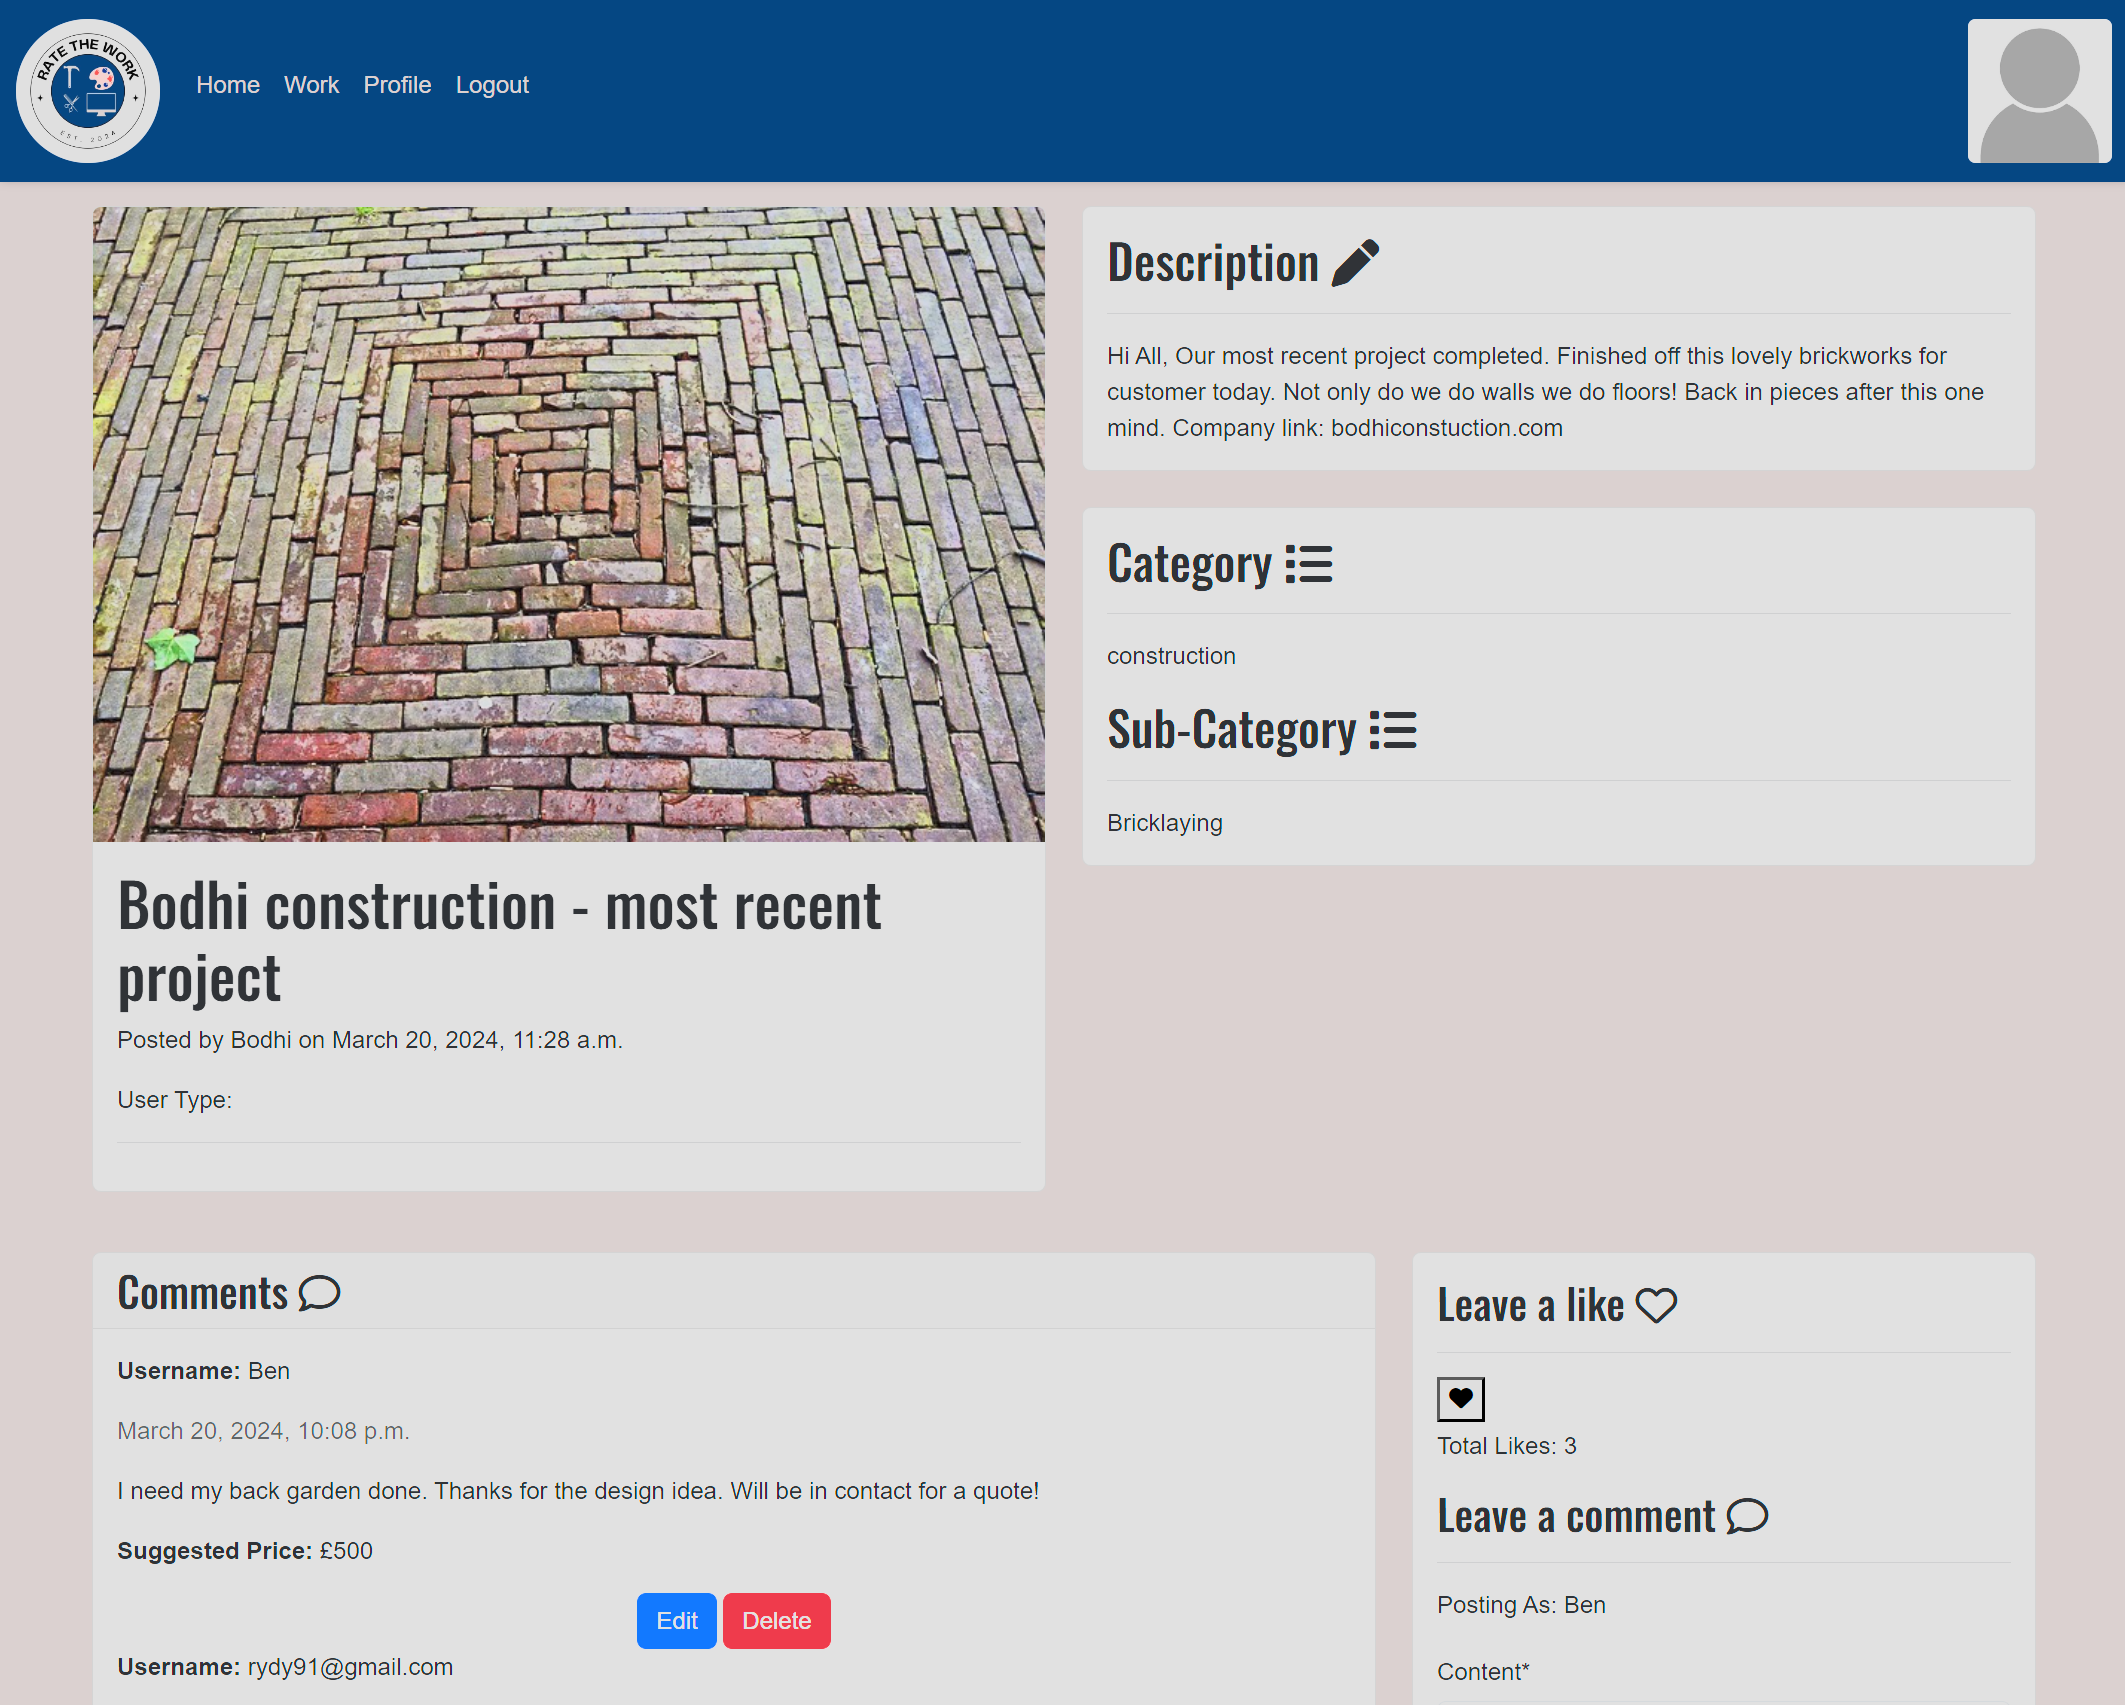 RATE THE WORK
EST. 2024
Home Work Profile Logout
Description
Hi All, Our most recent project completed. Finished off this lovely brickworks for
customer today. Not only do we do walls we do floors! Back in pieces after this one
mind. Company link: bodhiconstuction.com
Category
construction
Sub-Category
Bricklaying
Bodhi construction - most recent
project
Posted by Bodhi on March 20, 2024, 11:28 a.m.
User Type:
Comments
Username: Ben
March 20, 2024, 10:08 p.m.
I need my back garden done. Thanks for the design idea. Will be in contact for a quote!
Suggested Price: £500
Edit Delete
Username: rydy91@gmail.com
Leave a like
Total Likes: 3
Leave a comment
Posting As: Ben
Content*